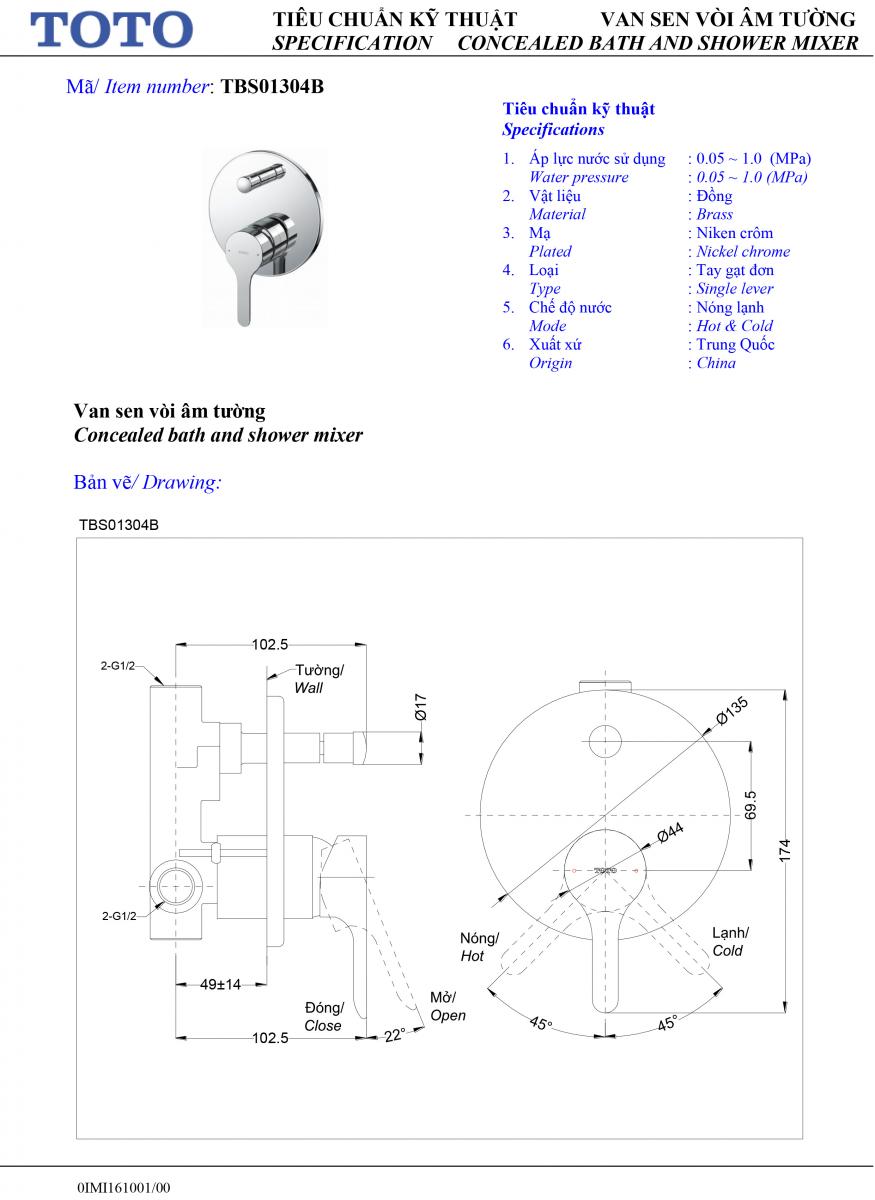 TOTO
TIÊU CHUẨN KỸ THUẬT VAN SEN VÒI ÂM TƯỜNG
SPECIFICATION CONCEALED BATH AND SHOWER MIXER
Mã/ Item number: TBS01304B
Tiêu chuẩn kỹ thuật
Specifications
1. Áp lực nước sử dụng : 0.05 ~ 1.0 (MPa)
Water pressure : 0.05 ~ 1.0 (MPa)
2. Vật liệu : Đồng
Material : Brass
3. Mạ : Niken crôm
Plated : Nickel chrome
4. Loại : Tay gạt đơn
Type : Single lever
5. Chế độ nước : Nóng lạnh
Mode : Hot & Cold
6. Xuất xứ : Trung Quốc
Origin : China
Van sen vòi âm tường
Concealed bath and shower mixer
Bản vẽ/ Drawing:
TBS01304B
102.5
2-G1/2
Tường/
Wall
Ø17
Ø135
69.5
Ø44
174
TOTO
2-G1/2
Nóng/
Hot
Lạnh/
Cold
49±14
Đóng/
Close
Mở/
Open
102.5
22°
45°
45°
0IMI161001/00